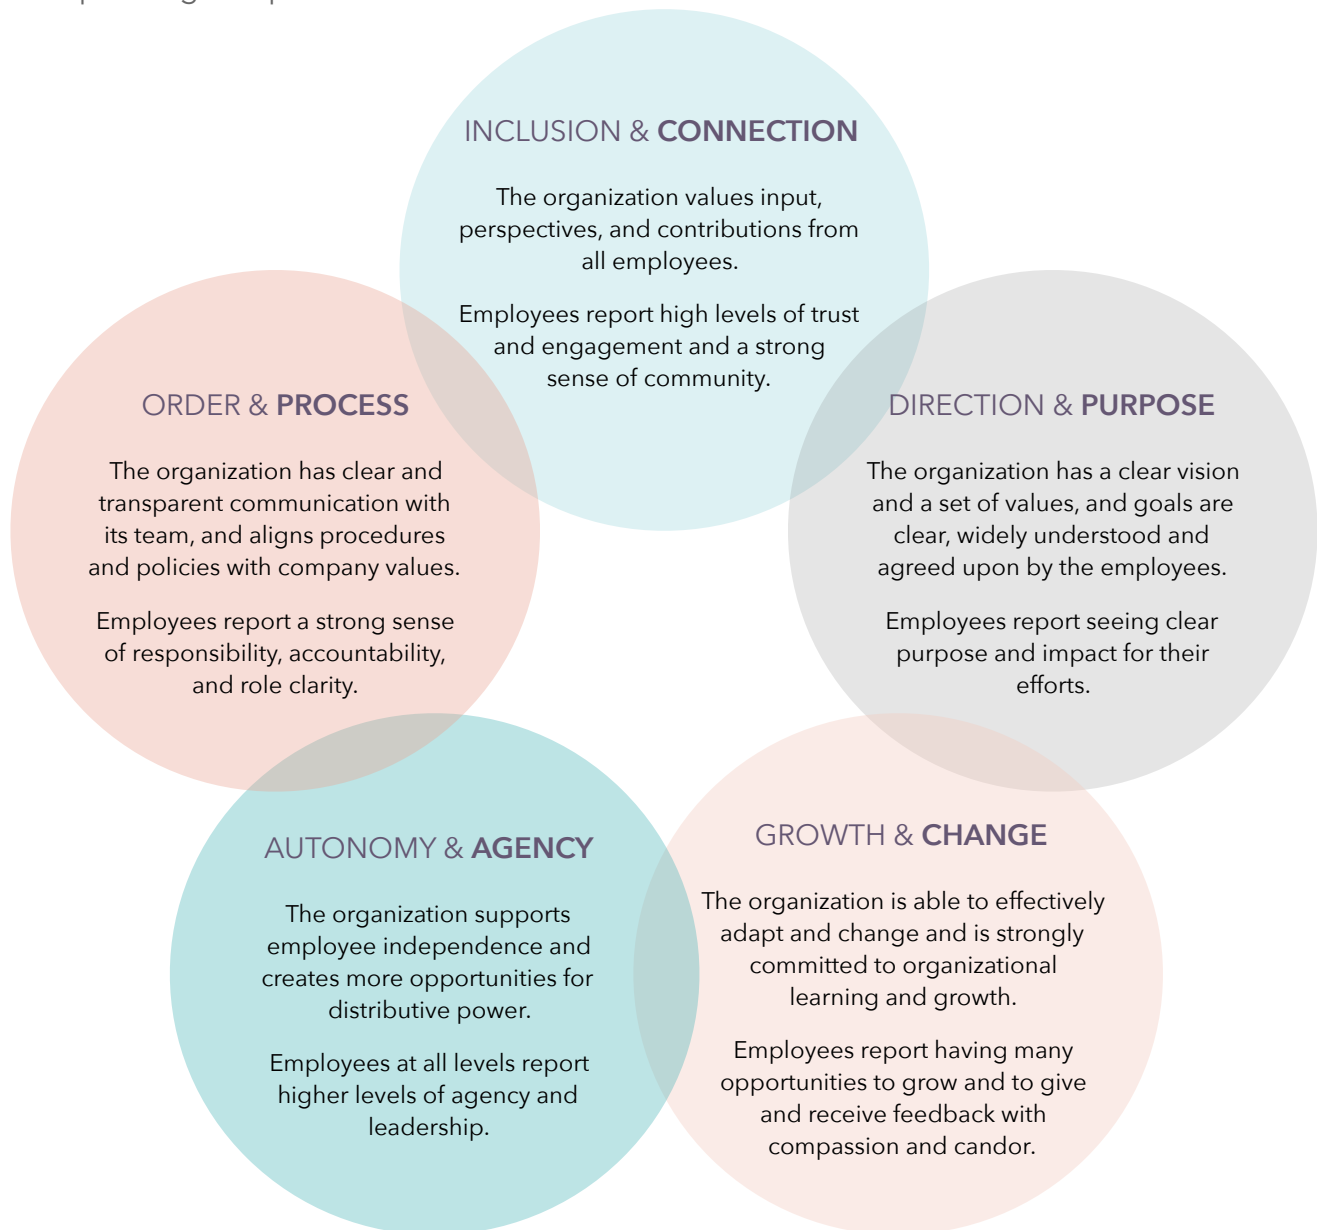 INCLUSION & CONNECTION
The organization values input,
perspectives, and contributions from
all employees.
Employees report high levels of trust
and engagement and a strong
sense of community.
ORDER & PROCESS
The organization has clear and
transparent communication with
its team, and aligns procedures
and policies with company values.
Employees report a strong sense
of responsibility, accountability,
and role clarity.
DIRECTION & PURPOSE
The organization has a clear vision
and a set of values, and goals are
clear, widely understood and
agreed upon by the employees.
Employees report seeing clear
purpose and impact for their
efforts.
AUTONOMY & AGENCY
The organization supports
employee independence and
creates more opportunities for
distributive power.
Employees at all levels report
higher levels of agency and
leadership.
GROWTH & CHANGE
The organization is able to effectively
adapt and change and is strongly
committed to organizational
learning and growth.
Employees report having many
opportunities to grow and to give
and receive feedback with
compassion and candor.